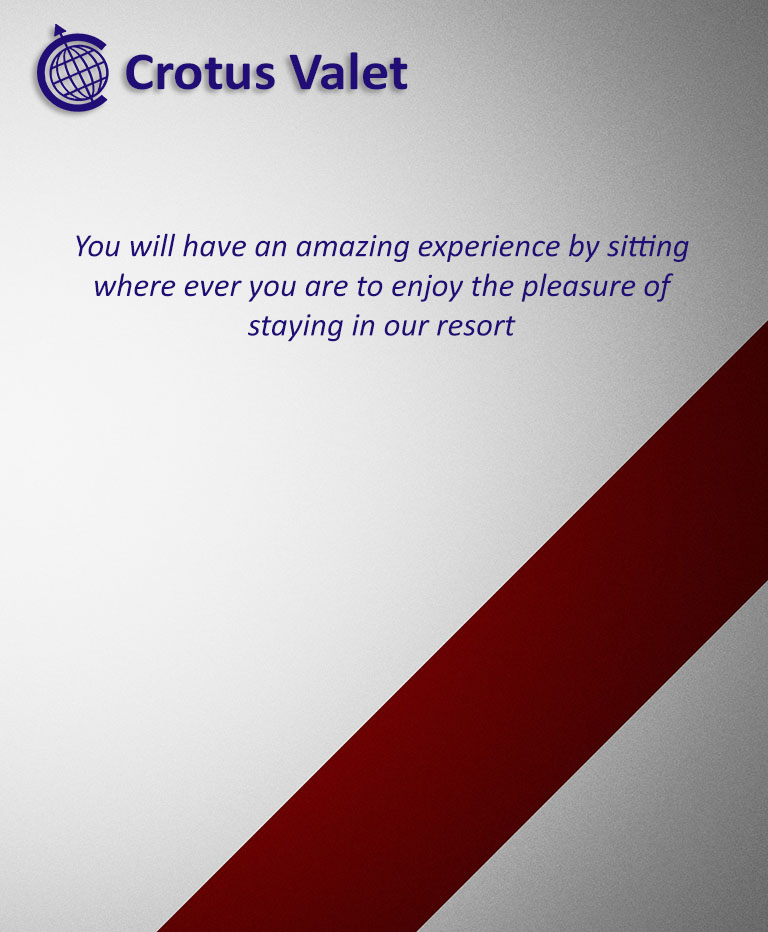 Crotus Valet
You will have an amazing experience by sitting
where ever you are to enjoy the pleasure of
staying in our resort